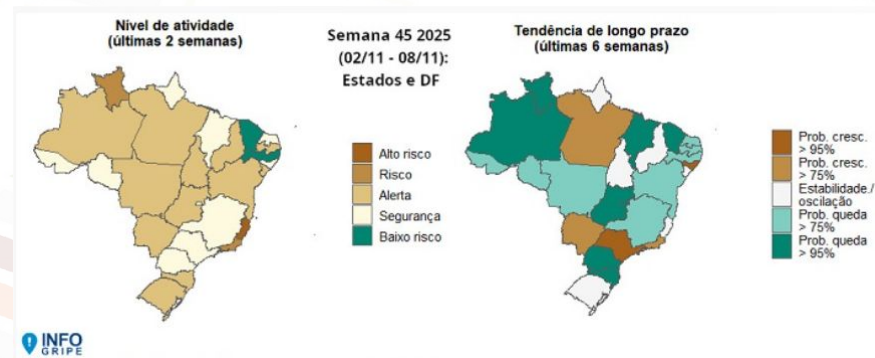 Nível de atividade
(últimas 2 semanas)
Semana 45 2025
(02/11 - 08/11):
Estados e DF
Tendência de longo prazo
(últimas 6 semanas)
Alto risco
Risco
Alerta
Segurança
Baixo risco
Prob. cresc.
> 95%
Prob. cresc.
> 75%
Estabilidade./
oscilação
Prob. queda
> 75%
Prob. queda
> 95%
INFO
GRIPE